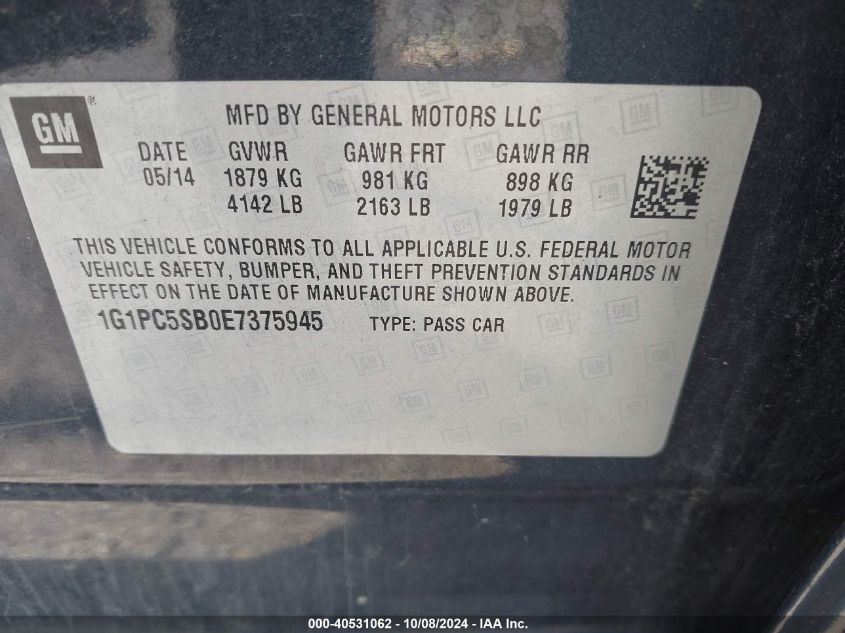 GM®
MFD BY GENERAL MOTORS LLC
DATE GVWR GAWR FRT GAWR RR
05/14 1879 KG 981 KG 898 KG
4142 LB 2163 LB 1979 LB
THIS VEHICLE CONFORMS TO ALL APPLICABLE U.S. FEDERAL MOTOR
VEHICLE SAFETY, BUMPER, AND THEFT PREVENTION STANDARDS IN
EFFECT ON THE DATE OF MANUFACTURE SHOWN ABOVE.
1G1PC5SB0E7375945 TYPE: PASS CAR
000-40531062 - 10/08/2024 - IAA Inc.